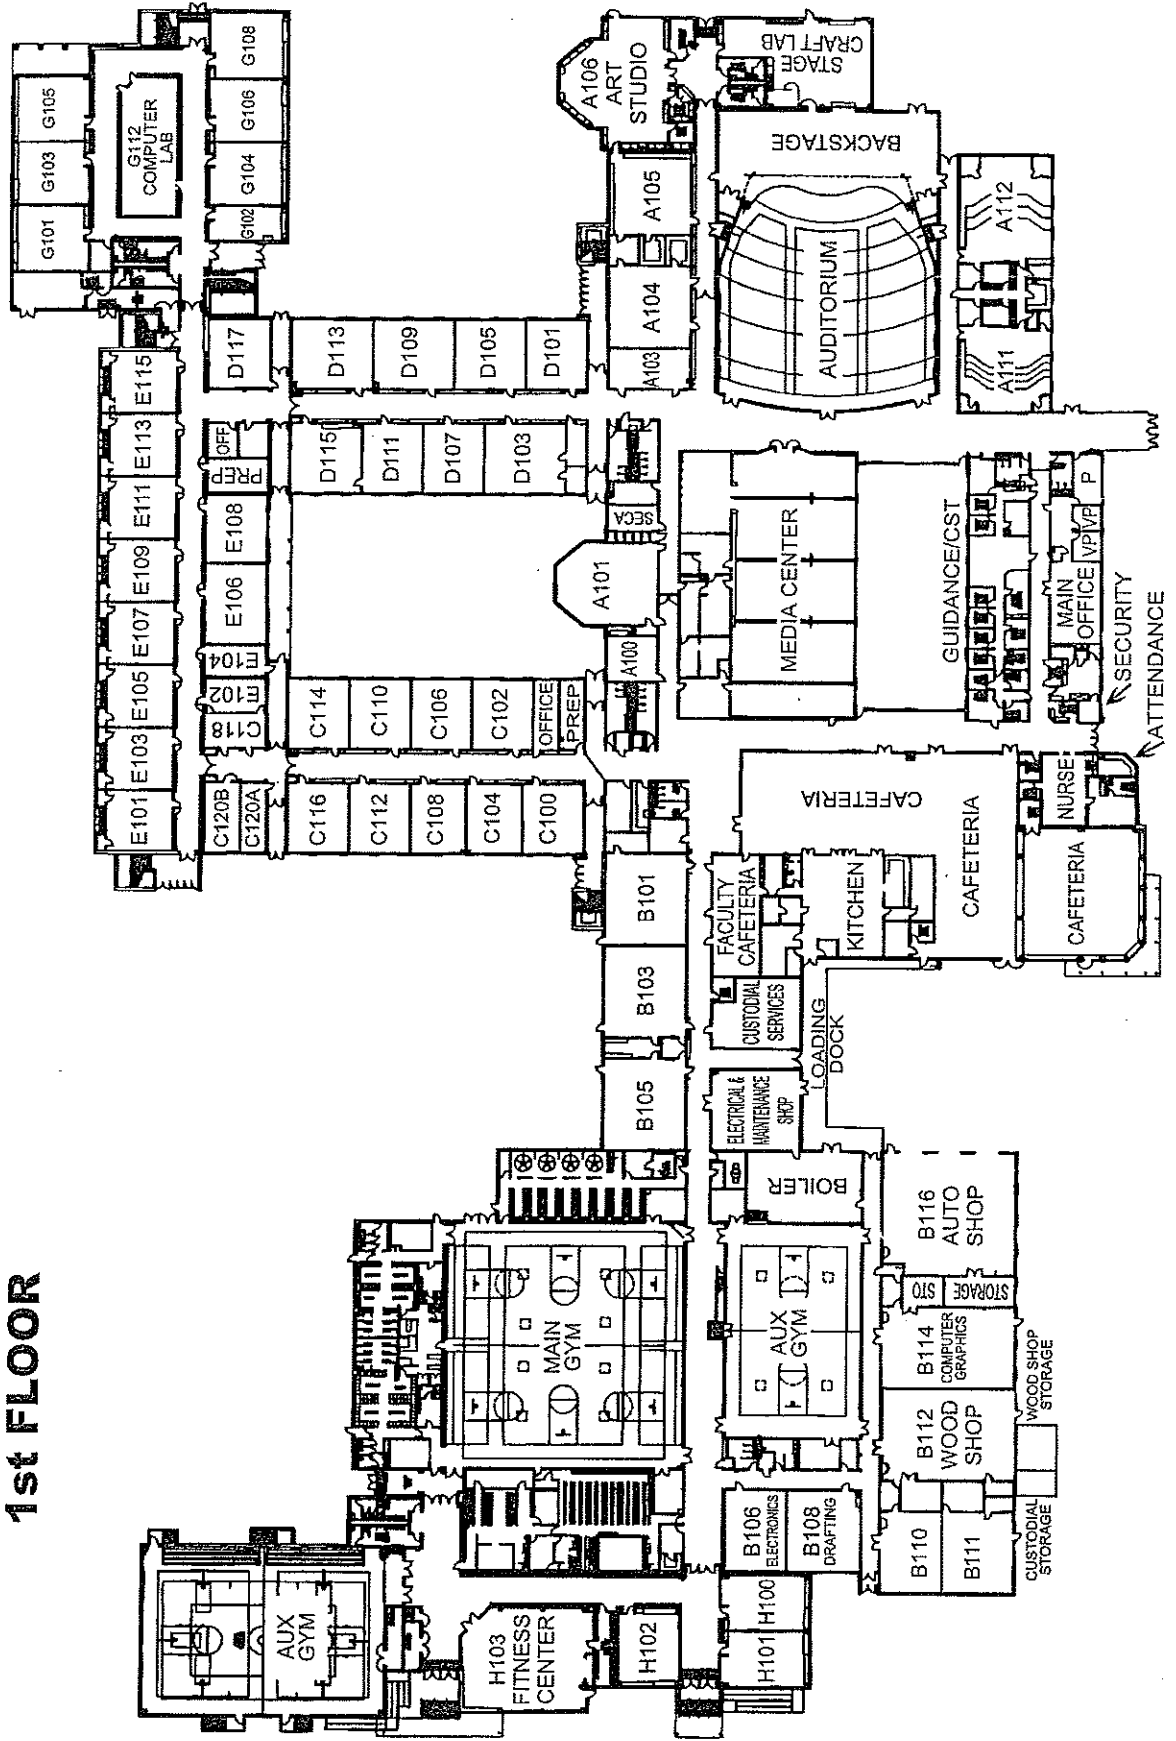 1st FLOOR
G108
G106
G104
G102
G105
G103
G101
G112
COMPUTER
LAB
E115
E113
E111
E109
E107
E105
E103
E101
D117
OFF
PREP
E108
E106
E104
E102
C118
C120B
C120A
D113
D109
D105
D101
D115
D111
D107
D103
C114
C110
C106
C102
OFFICE
PREP
C116
C112
C108
C104
C100
A106
ART
STUDIO
STAGE
CRAFT LAB
A105
A104
A103
BACKSTAGE
AUDITORIUM
A112
A111
SECA
A101
A100
MEDIA CENTER
GUIDANCE/CST
P
VP
VP
MAIN
OFFICE
SECURITY
ATTENDANCE
NURSE
CAFETERIA
CAFETERIA
CAFETERIA
KITCHEN
FACULTY
CAFETERIA
B101
B103
B105
CUSTODIAL
SERVICES
LOADING
DOCK
ELECTRICAL &
MAINTENANCE
SHOP
BOILER
B116
AUTO
SHOP
STO
STORAGE
B114
COMPUTER
GRAPHICS
B112
WOOD
SHOP
WOOD SHOP
STORAGE
CUSTODIAL
STORAGE
B110
B111
MAIN
GYM
AUX
GYM
B106
ELECTRONICS
B108
DRAFTING
H100
H101
H102
H103
FITNESS
CENTER
AUX
GYM